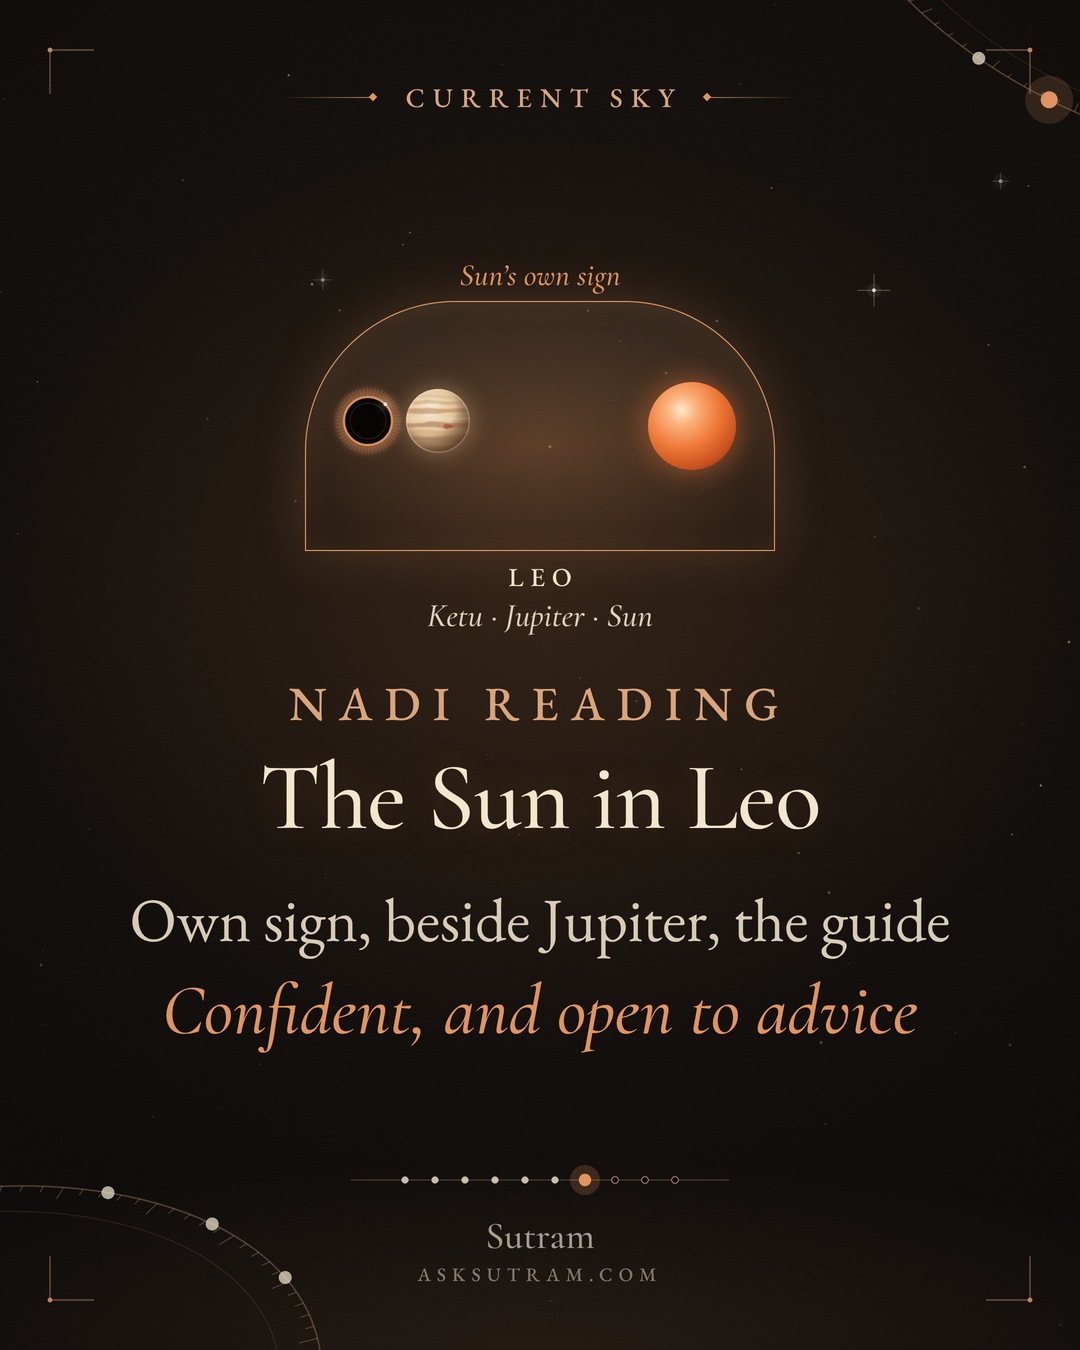 CURRENT SKY
Sun’s own sign
LEO
Ketu · Jupiter · Sun
NADI READING
The Sun in Leo
Own sign, beside Jupiter, the guide
Confident, and open to advice
Sutram
ASKSUTRAM.COM